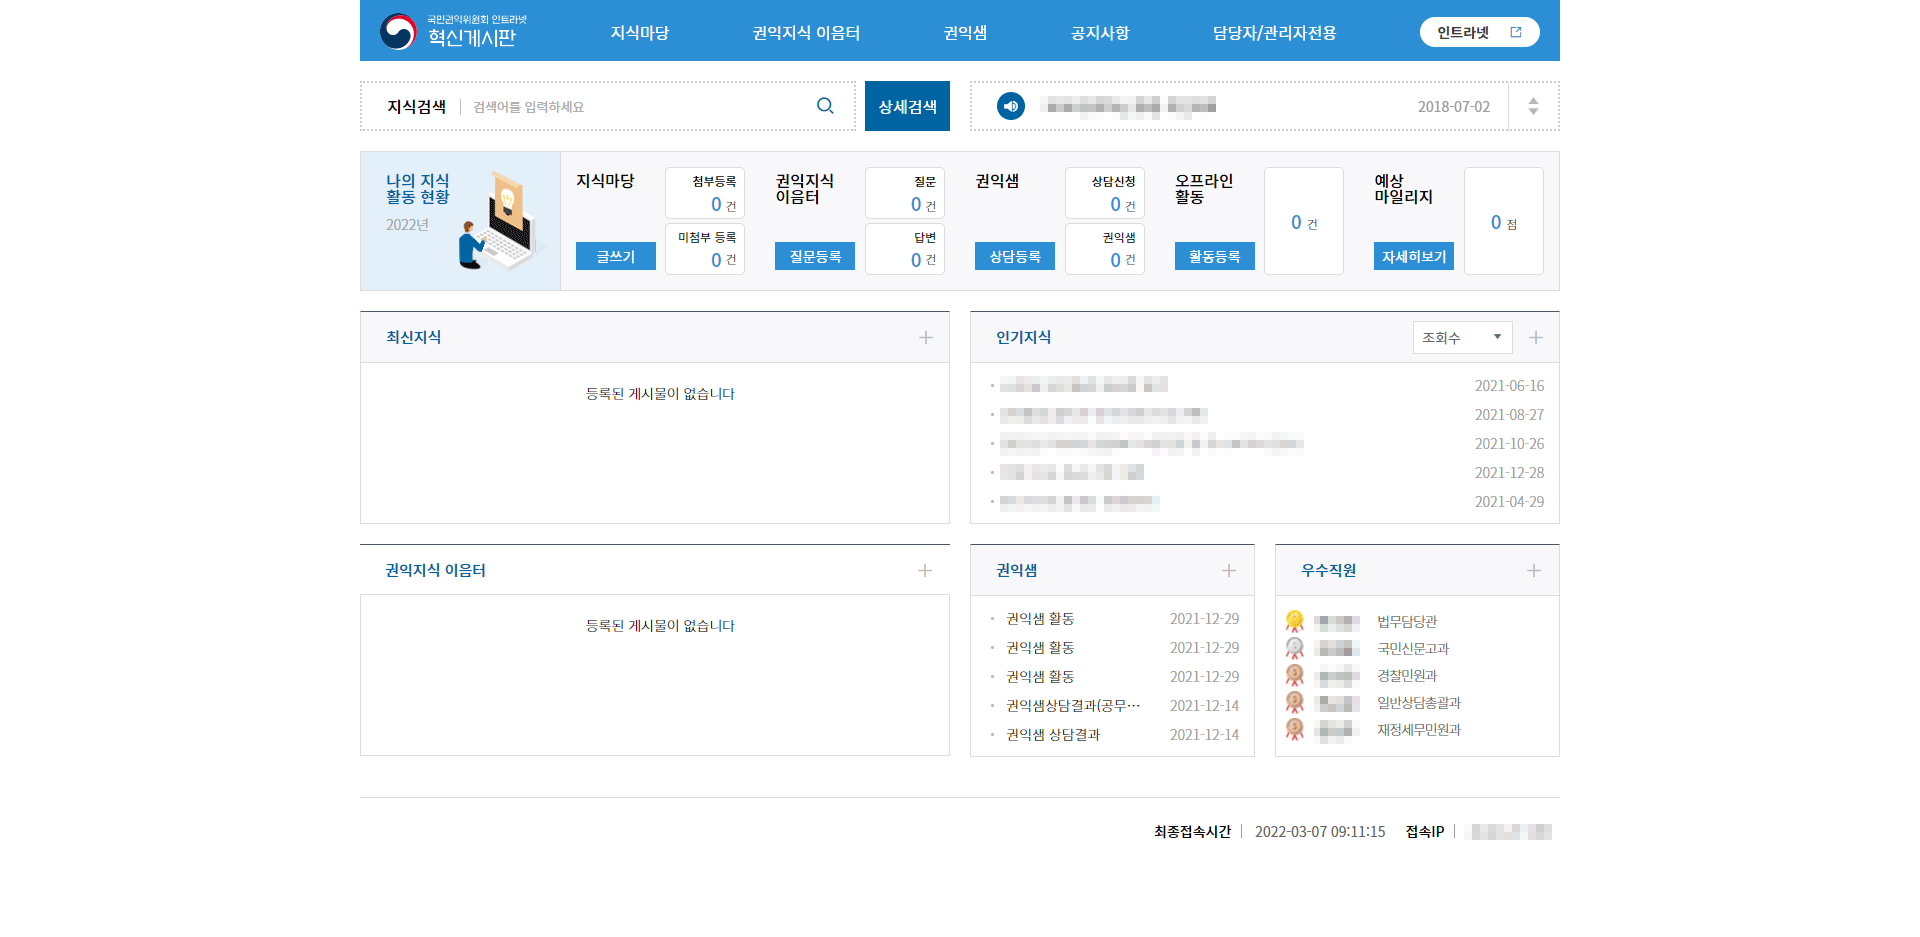 국민권익위원회 인트라넷
혁신게시판
지식마당 권익지식 이음터 권익샘 공지사항 담당자/관리자전용 인트라넷
지식검색 검색어를 입력하세요 상세검색 2018-07-02
나의 지식
활동 현황
2022년
지식마당
첨부등록
0 건
미첨부 등록
0 건
글쓰기
권익지식
이음터
질문
0 건
답변
0 건
질문등록
권익샘
상담신청
0 건
권익샘
0 건
상담등록
오프라인
활동
0 건
활동등록
예상
마일리지
0 점
자세히보기
최신지식
등록된 게시물이 없습니다
인기지식 조회수
2021-06-16
2021-08-27
2021-10-26
2021-12-28
2021-04-29
권익지식 이음터
등록된 게시물이 없습니다
권익샘
권익샘 활동 2021-12-29
권익샘 활동 2021-12-29
권익샘 활동 2021-12-29
권익샘상담결과(공무··· 2021-12-14
권익샘 상담결과 2021-12-14
우수직원
법무담당관
국민신문고과
경찰민원과
일반상담총괄과
재정세무민원과
최종접속시간 2022-03-07 09:11:15 접속IP